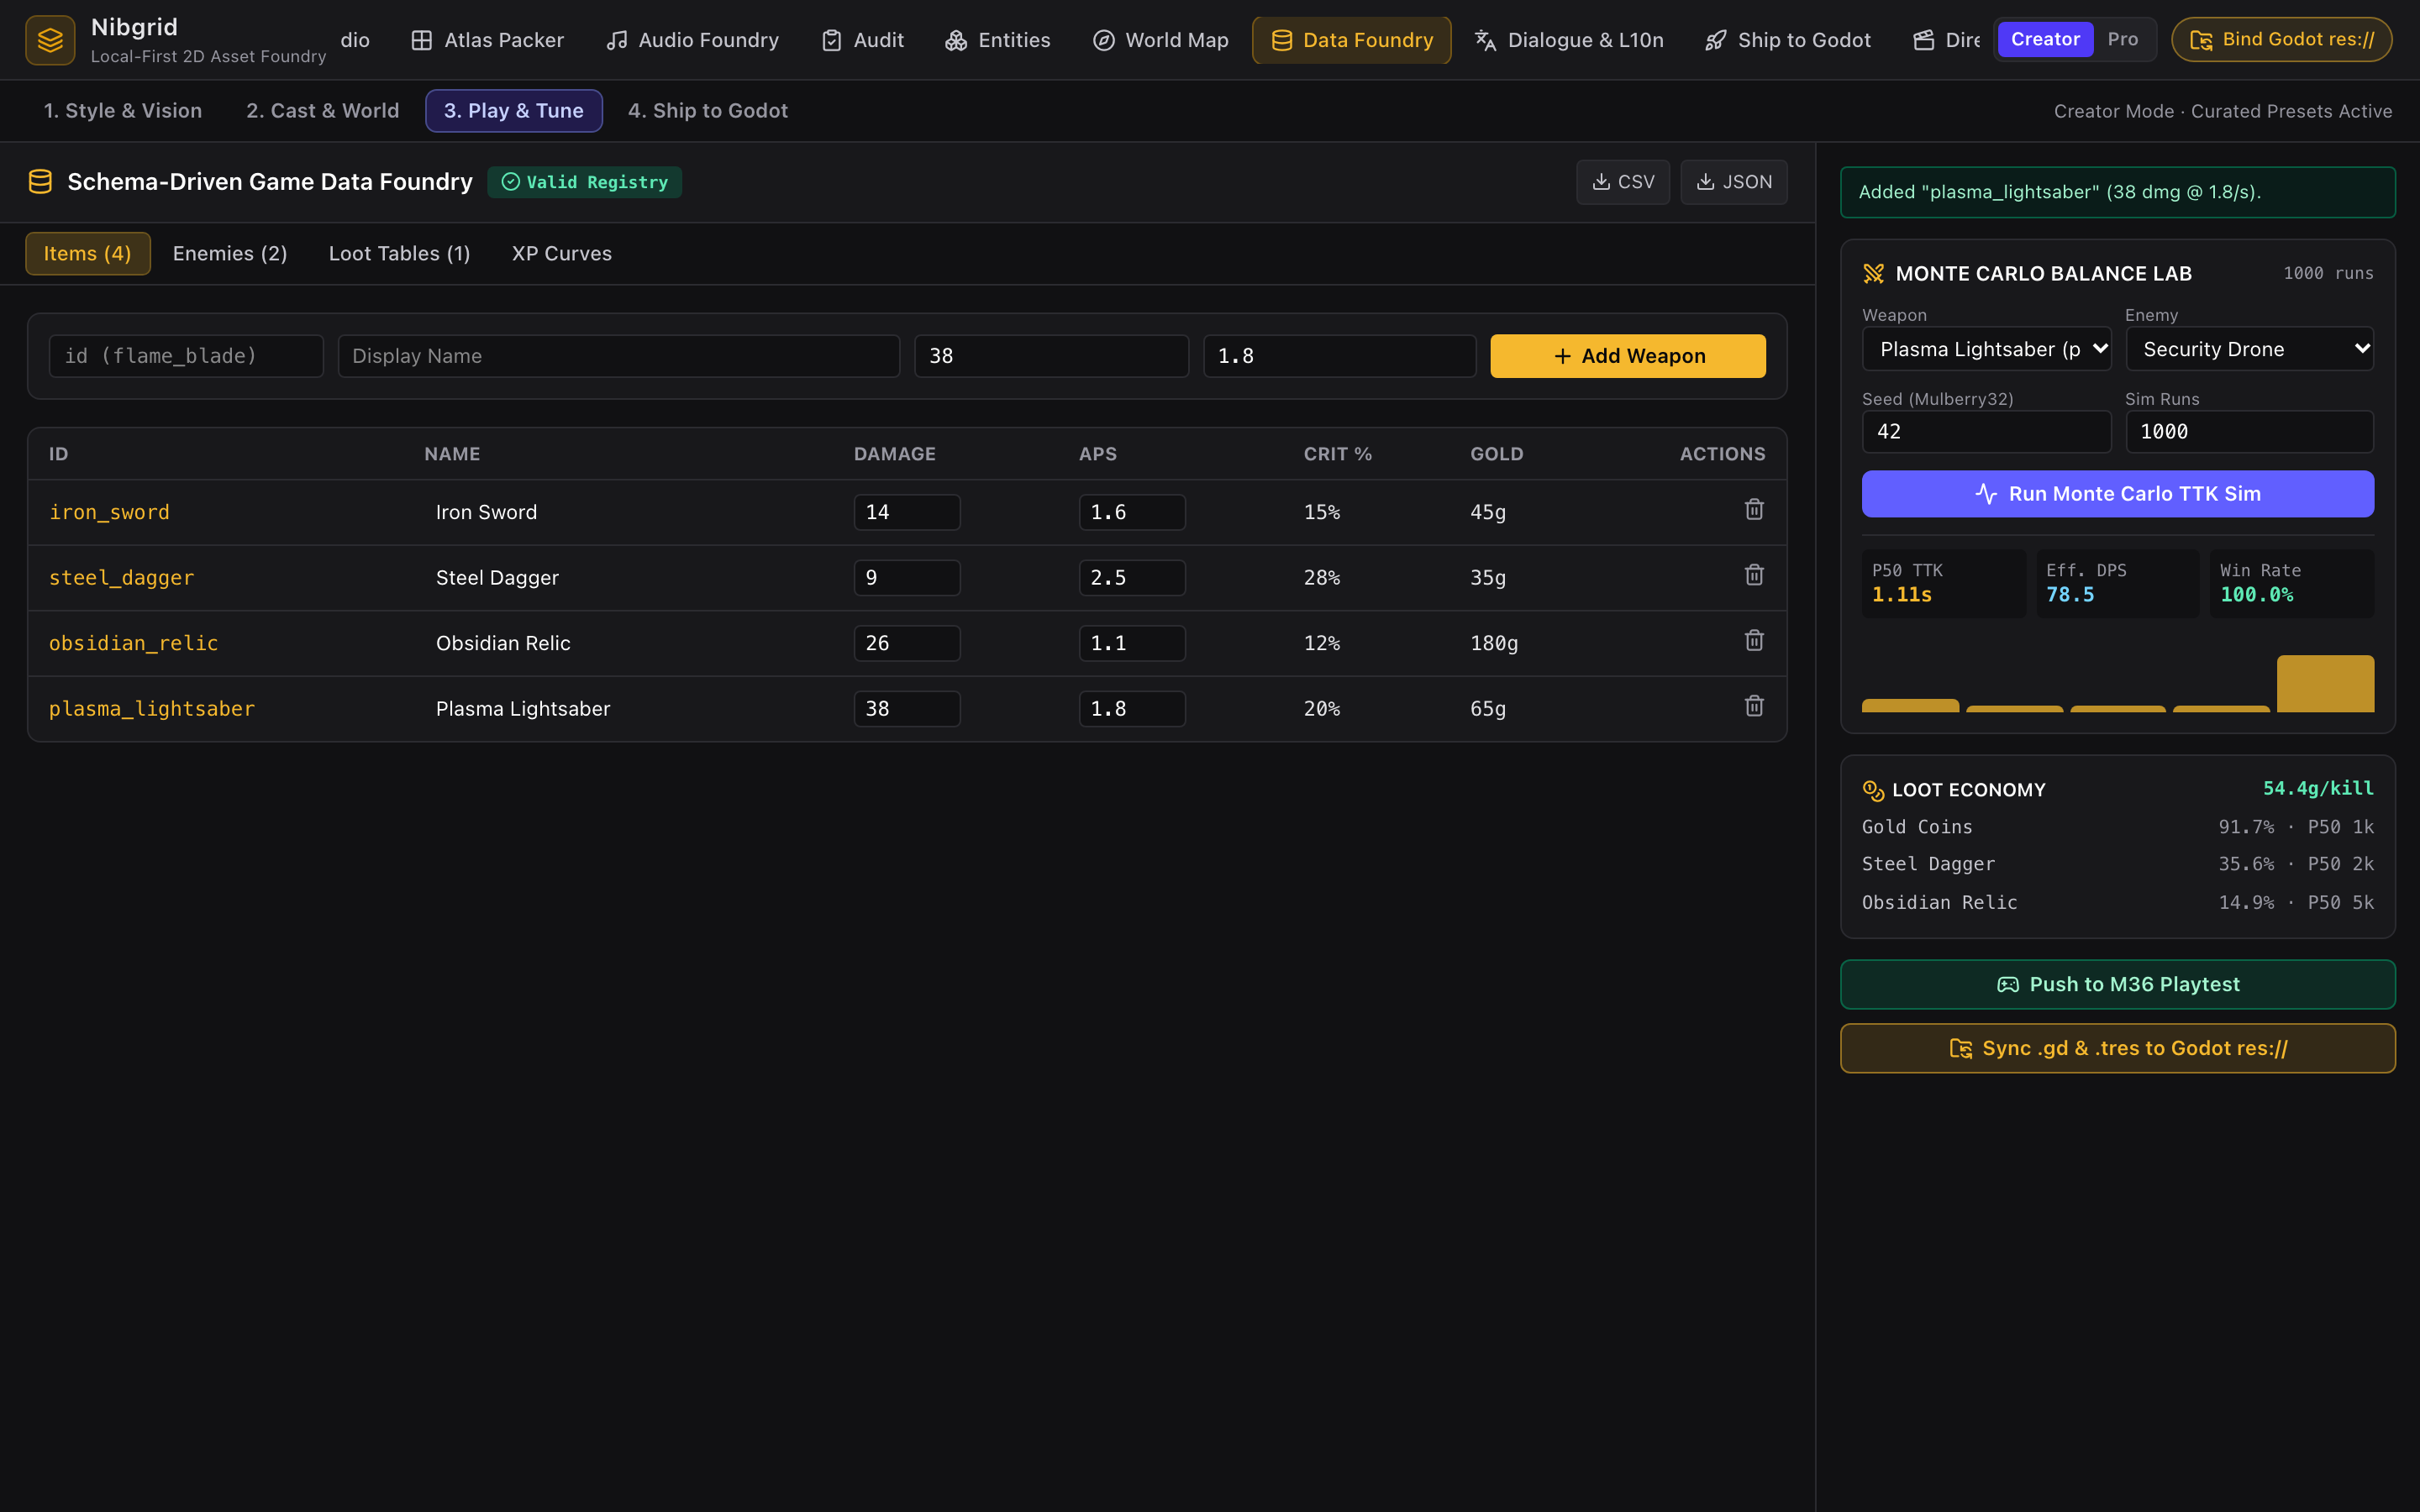 Nibgrid
Local-First 2D Asset Foundry
dio
Atlas Packer
Audio Foundry
Audit
Entities
World Map
Data Foundry
Dialogue & L10n
Ship to Godot
Dire
Creator
Pro
Bind Godot res://
1. Style & Vision
2. Cast & World
3. Play & Tune
4. Ship to Godot
Creator Mode · Curated Presets Active
Schema-Driven Game Data Foundry
Valid Registry
CSV
JSON
Items (4)
Enemies (2)
Loot Tables (1)
XP Curves
id (flame_blade)
Display Name
38
1.8
Add Weapon
ID NAME DAMAGE APS CRIT % GOLD ACTIONS
iron_sword Iron Sword 14 1.6 15% 45g
steel_dagger Steel Dagger 9 2.5 28% 35g
obsidian_relic Obsidian Relic 26 1.1 12% 180g
plasma_lightsaber Plasma Lightsaber 38 1.8 20% 65g
Added "plasma_lightsaber" (38 dmg @ 1.8/s).
MONTE CARLO BALANCE LAB
1000 runs
Weapon
Enemy
Plasma Lightsaber (p
Security Drone
Seed (Mulberry32)
Sim Runs
42
1000
Run Monte Carlo TTK Sim
P50 TTK
1.11s
Eff. DPS
78.5
Win Rate
100.0%
LOOT ECONOMY
54.4g/kill
Gold Coins 91.7% · P50 1k
Steel Dagger 35.6% · P50 2k
Obsidian Relic 14.9% · P50 5k
Push to M36 Playtest
Sync .gd & .tres to Godot res://